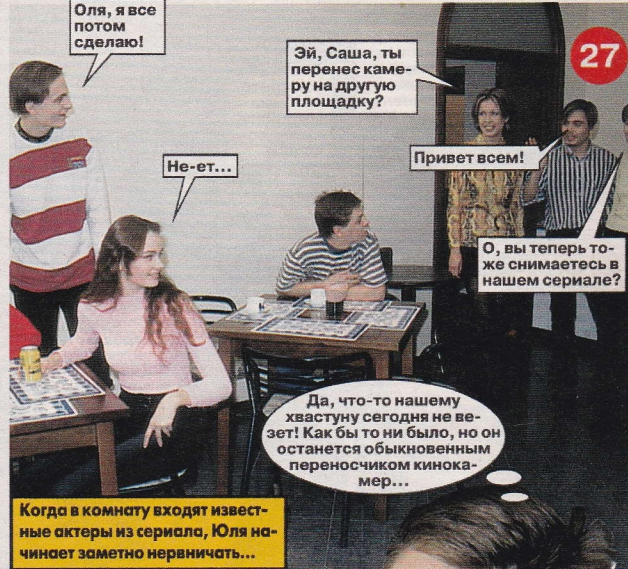 Оля, я все
потом
сделаю!
Эй, Саша, ты
перенес каме-
ру на другую
площадку?
27
Не-ет...
Привет всем!
О, вы теперь то-
же снимаетесь в
нашем сериале?
Да, что-то нашему
хвастуну сегодня не ве-
зет! Как бы то ни было, но он
останется обыкновенным
переносчиком кинока-
мер...
Когда в комнату входят извест-
ные актеры из сериала, Юля на-
чинает заметно нервничать...